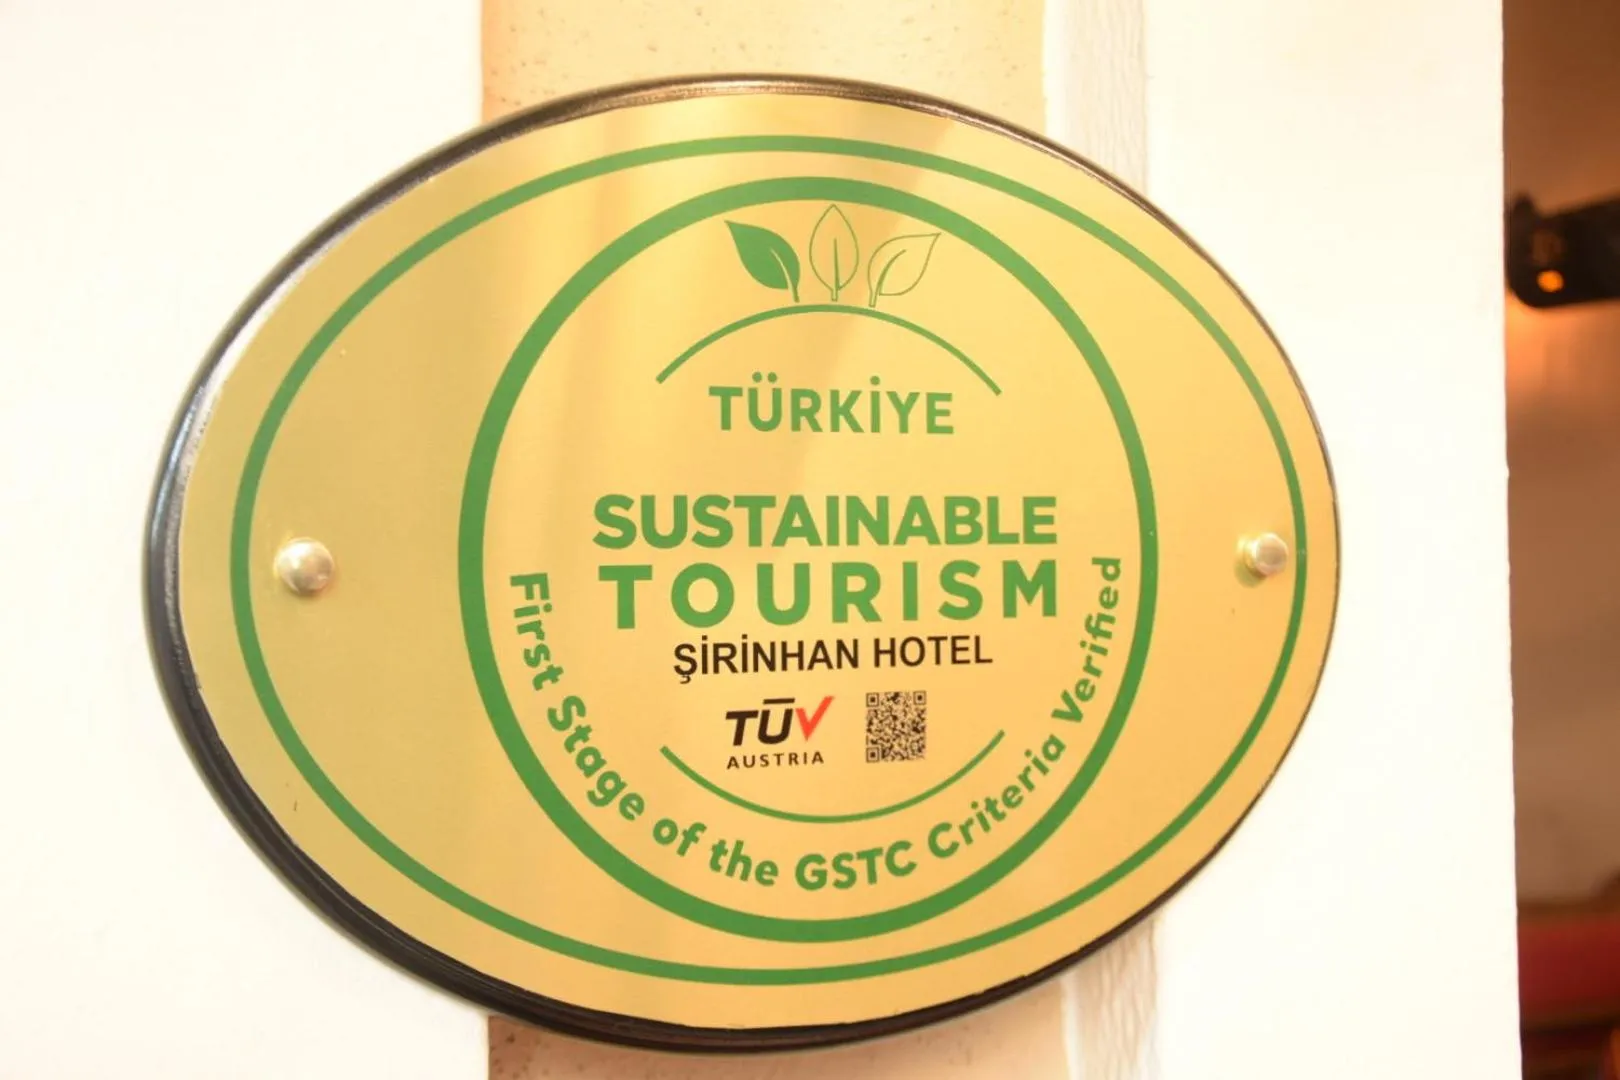 TÜRKİYE
SUSTAINABLE
TOURISM
ŞİRİNHAN HOTEL
TÜV
AUSTRIA
First Stage of the GSTC Criteria Verified